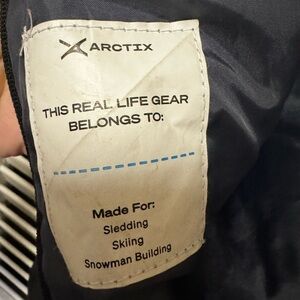 ARCTIX
THIS REAL LIFE GEAR
BELONGS TO:
Made For:
Sledding
Skiing
Snowman Building